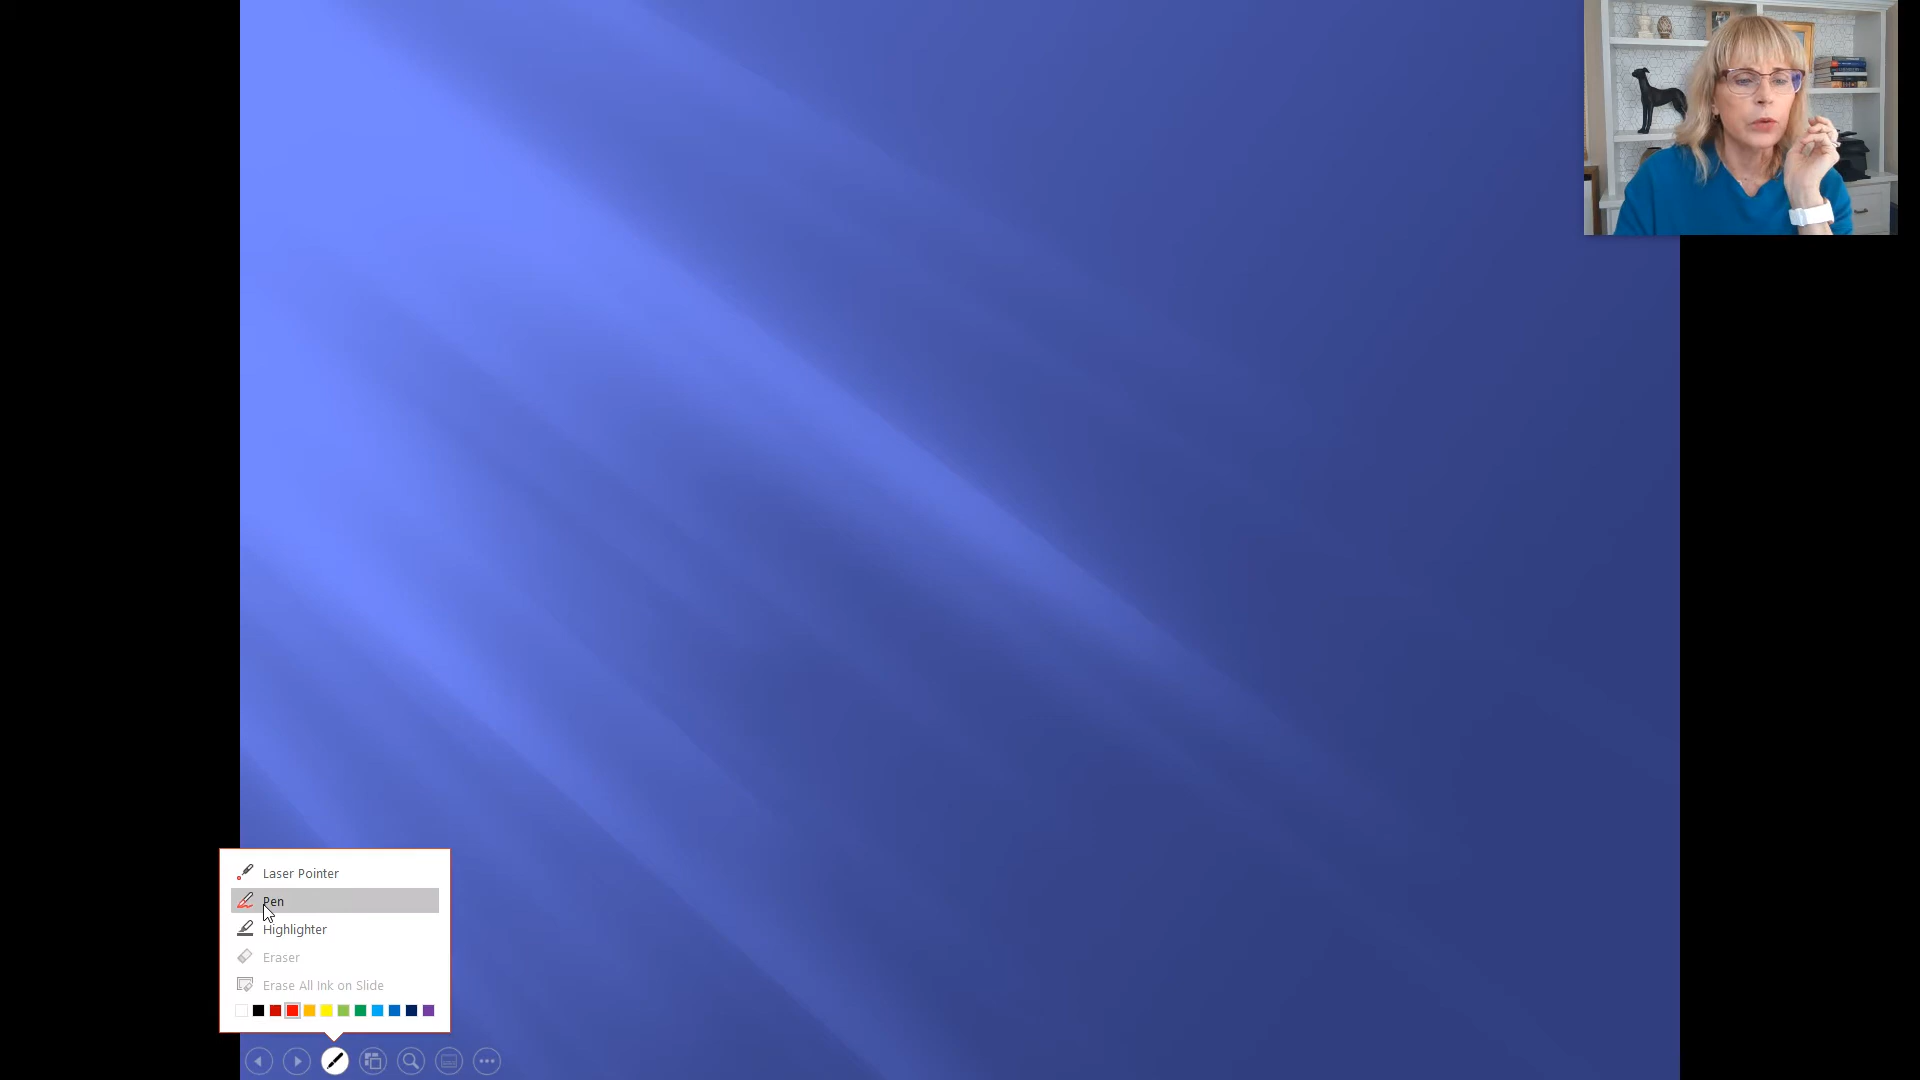 Laser Pointer
Pen
Highlighter
Eraser
Erase All Ink on Slide